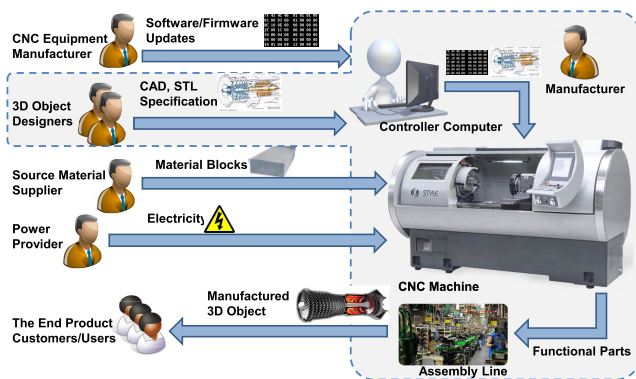 CNC Equipment
Manufacturer
Software/Firmware
Updates
Manufacturer
3D Object
Designers
CAD, STL
Specification
Controller Computer
Source Material
Supplier
Material Blocks
STYLE
Power
Provider
Electricity
CNC Machine
Manufactured
3D Object
The End Product
Customers/Users
Assembly Line
Functional Parts